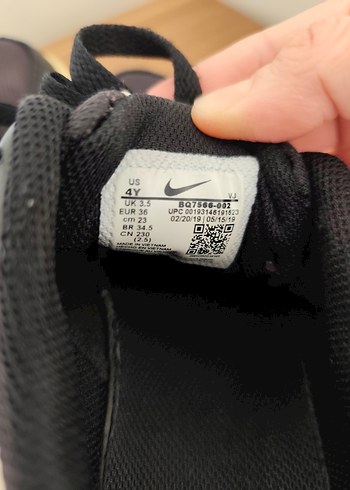 US
4Y
UK 3.5
EUR 36
cm 23
BR 34.5
CN 230
(2.5)
MADE IN VIETNAM
VJ
BQ7566-002
UPC 00193145191623
02/20/19 05/15/19